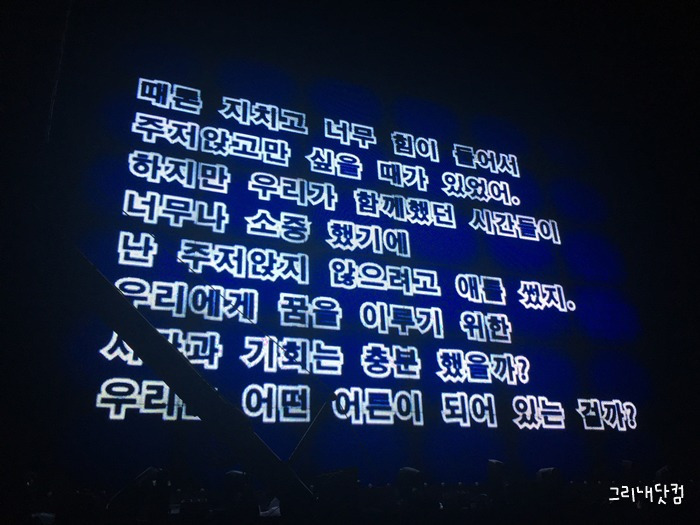 때론 지치고 너무 힘이 들어서
주저앉고만 싶을 때가 있었어.
하지만 우리가 함께했던 시간들이
너무나 소중 했기에
난 주저앉지 않으려고 애를 썼지.
우리에게 꿈을 이루기 위한
기회는 충분 했을까?
어떤 어른이 되어 있는 걸까?
그리내닷컴